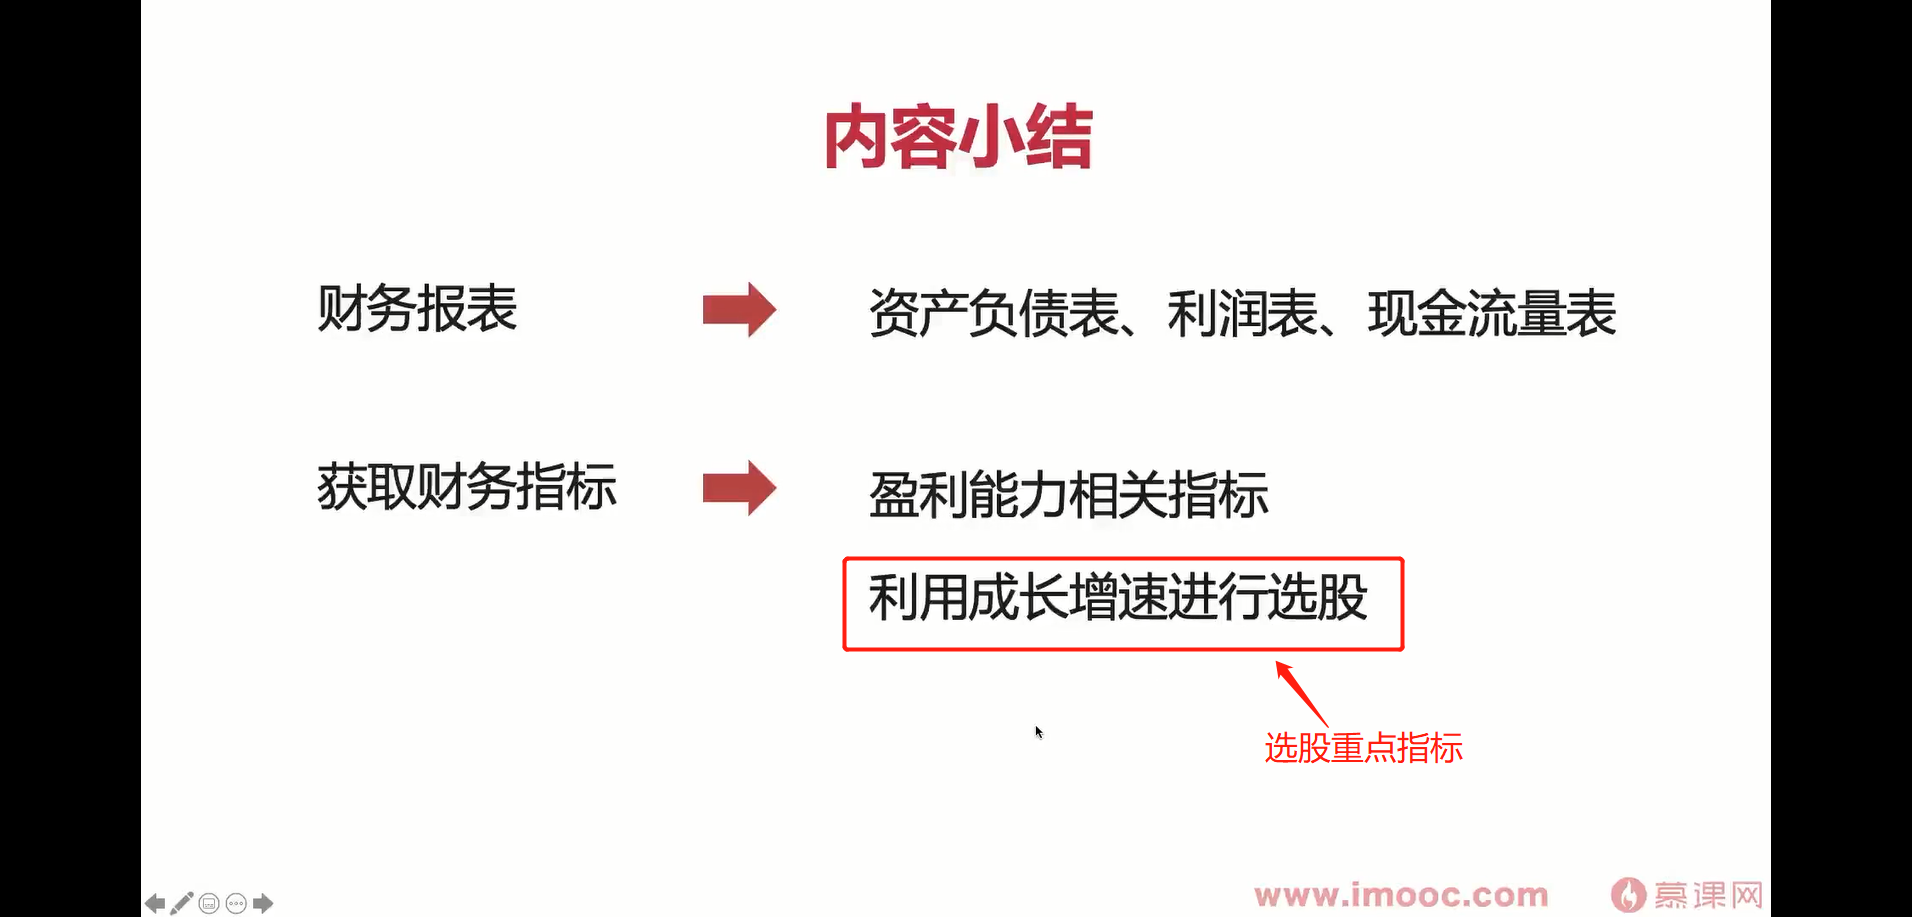 内容小结
财务报表
资产负债表、利润表、现金流量表
获取财务指标
盈利能力相关指标
利用成长增速进行选股
选股重点指标
www.imooc.com
慕课网